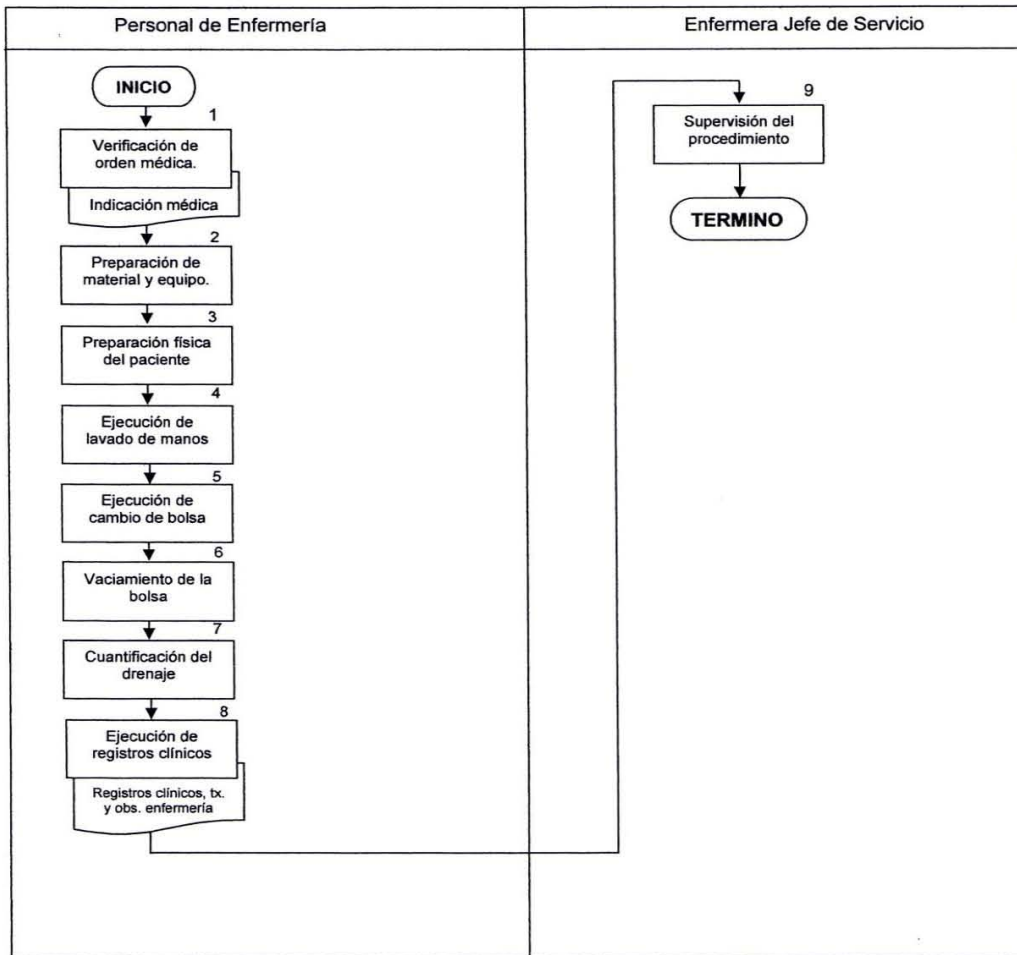 Personal de Enfermería
Enfermera Jefe de Servicio
INICIO
1
Verificación de
orden médica.
Indicación médica
2
Preparación de
material y equipo.
3
Preparación física
del paciente
4
Ejecución de
lavado de manos
5
Ejecución de
cambio de bolsa
6
Vaciamiento de la
bolsa
7
Cuantificación del
drenaje
8
Ejecución de
registros clínicos
Registros clínicos, tx.
y obs. enfermería
9
Supervisión del
procedimiento
TERMINO